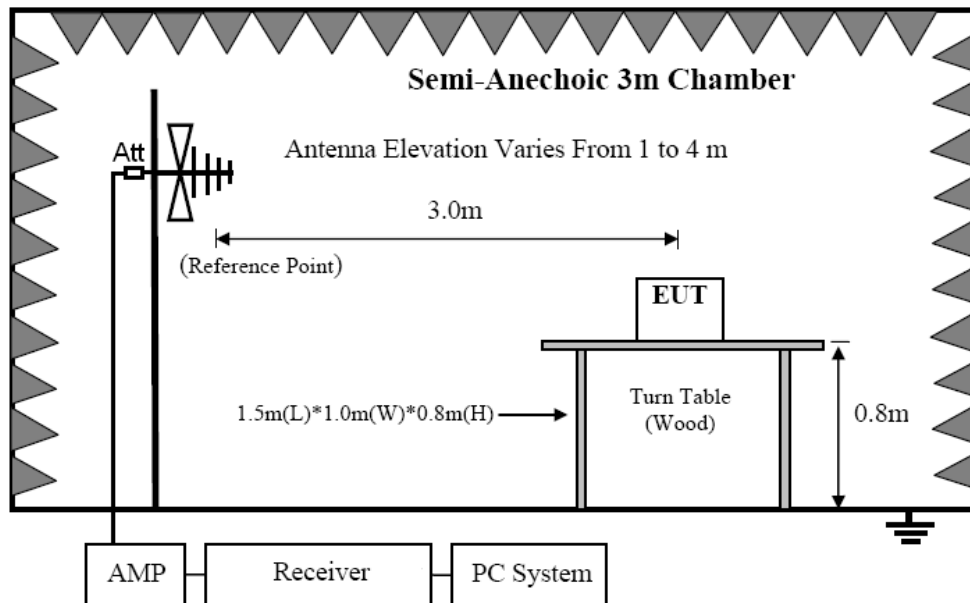 Semi-Anechoic 3m Chamber
Att
Antenna Elevation Varies From 1 to 4 m
3.0m
(Reference Point)
EUT
1.5m(L)*1.0m(W)*0.8m(H)
Turn Table
(Wood)
0.8m
AMP
Receiver
PC System